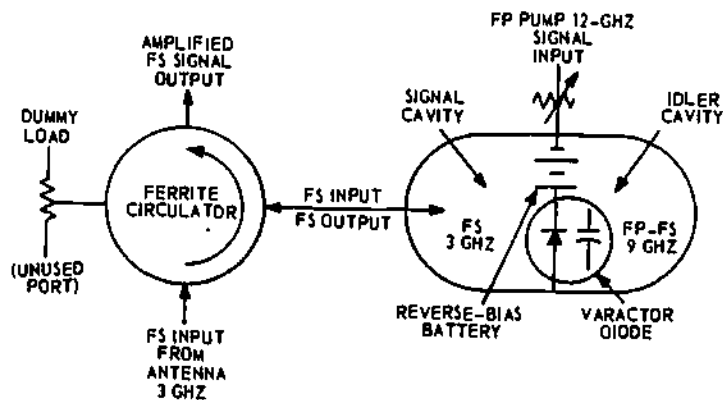 AMPLIFIED
FS SIGNAL
OUTPUT
DUMMY
LOAD
FERRITE
CIRCULATOR
(UNUSED
PORT)
FS INPUT
FROM
ANTENNA
3 GHZ
FS INPUT
FS OUTPUT
FP PUMP 12-GHZ
SIGNAL
INPUT
SIGNAL
CAVITY
IDLER
CAVITY
FS
3 GHZ
FP-FS
9 GHZ
REVERSE-BIAS
BATTERY
VARACTOR
DIODE